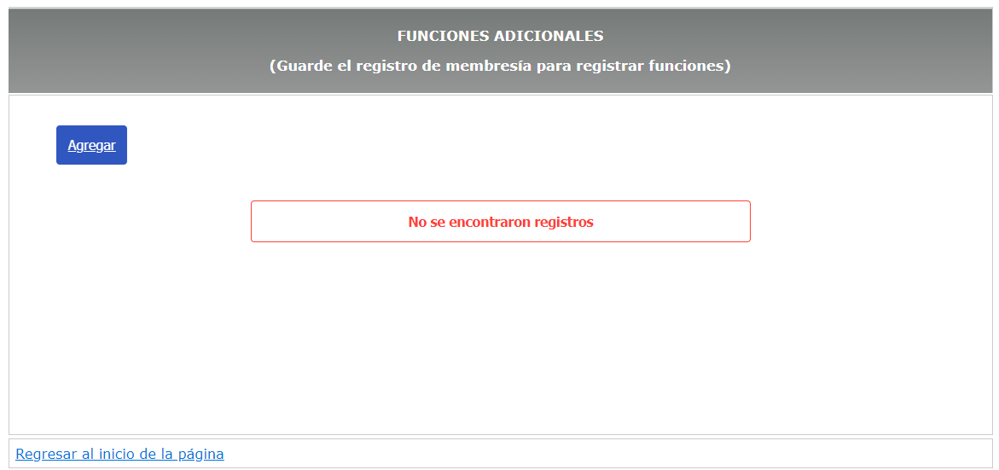 FUNCIONES ADICIONALES
(Guarde el registro de membresía para registrar funciones)
Agregar
No se encontraron registros
Regresar al inicio de la página